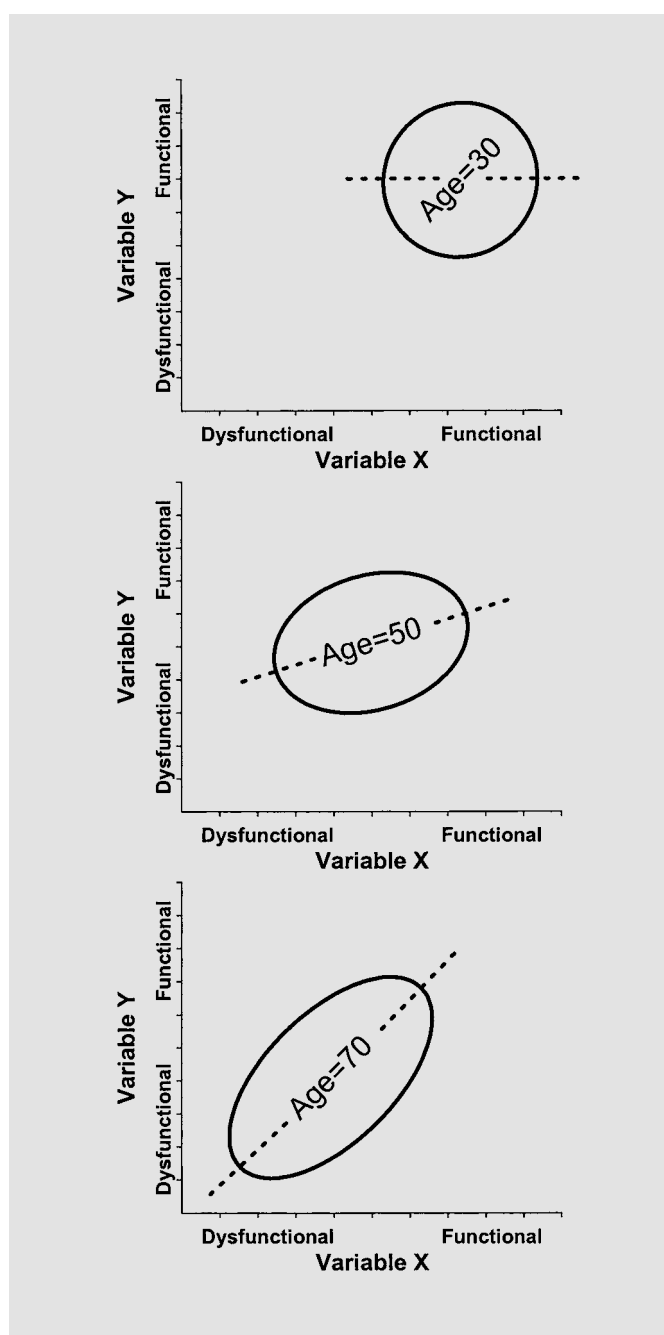 Variable Y
Functional
Dysfunctional
Age=30
Dysfunctional Functional
Variable X
Variable Y
Functional
Dysfunctional
Age=50
Dysfunctional Functional
Variable X
Variable Y
Functional
Dysfunctional
Age=70
Dysfunctional Functional
Variable X